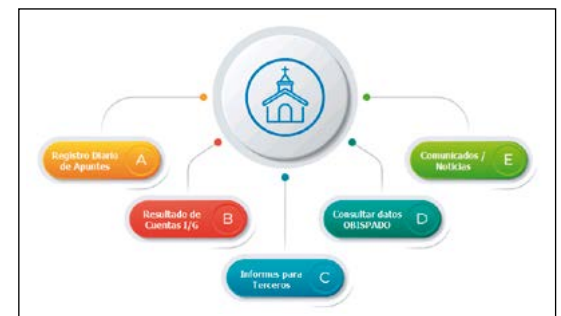 Registro Diario
de Apuntes
A
Resultado de
Cuentas I/G
B
Informes para
Terceros
C
Consultar datos
OBISPADO
D
Comunicados /
Noticias
E